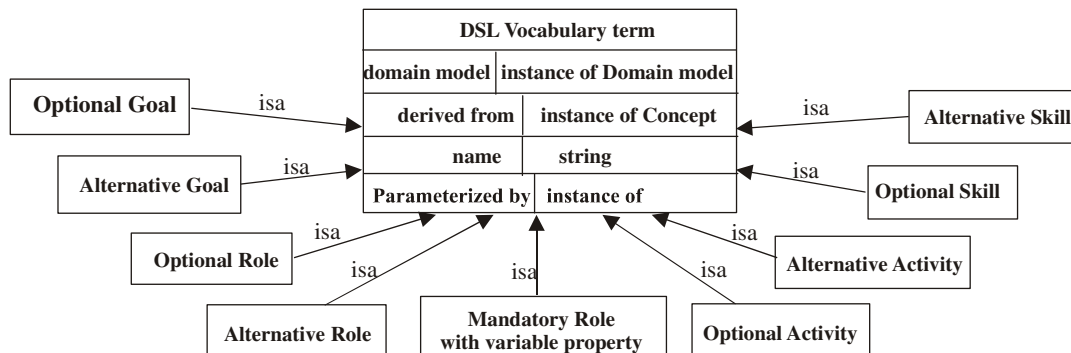 DSL Vocabulary term
domain model instance of Domain model
derived from instance of Concept
name string
Parameterized by instance of
Optional Goal
isa
Alternative Goal
isa
Optional Role
isa
Alternative Role
isa
Mandatory Role
with variable property
isa
Optional Activity
isa
Alternative Activity
isa
Optional Skill
isa
Alternative Skill
isa